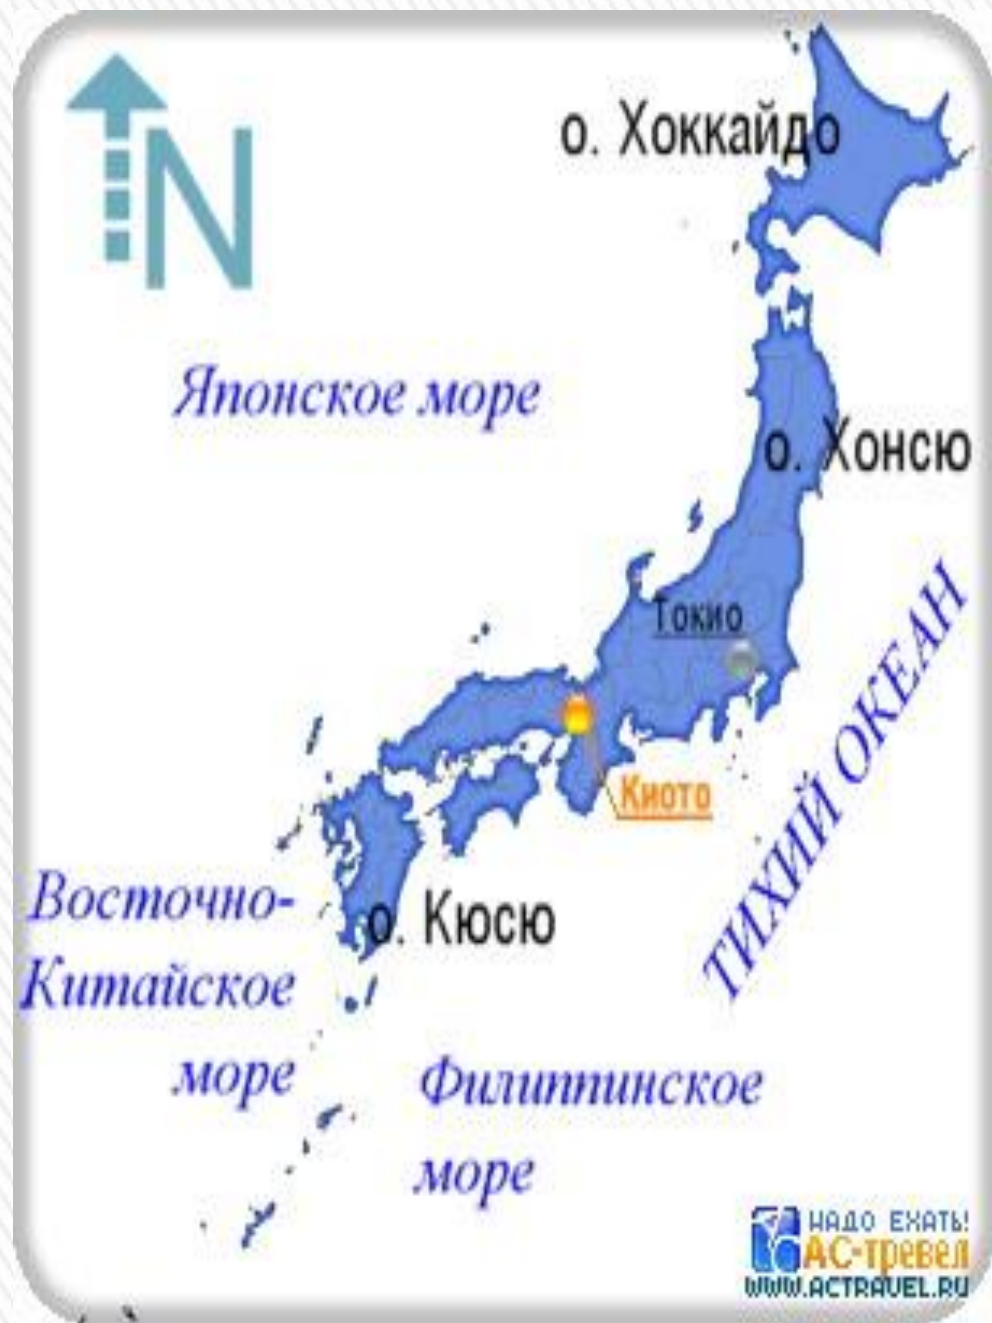 N
о. Хоккайдо
Японское море
о. Хонсю
Токио
Киото
ТИХИЙ ОКЕАН
о. Кюсю
Восточно-
Китайское
море
Филиппинское
море
НАДО ЕХАТЬ!
АС-тревел
WWW.ACTRAVEL.RU